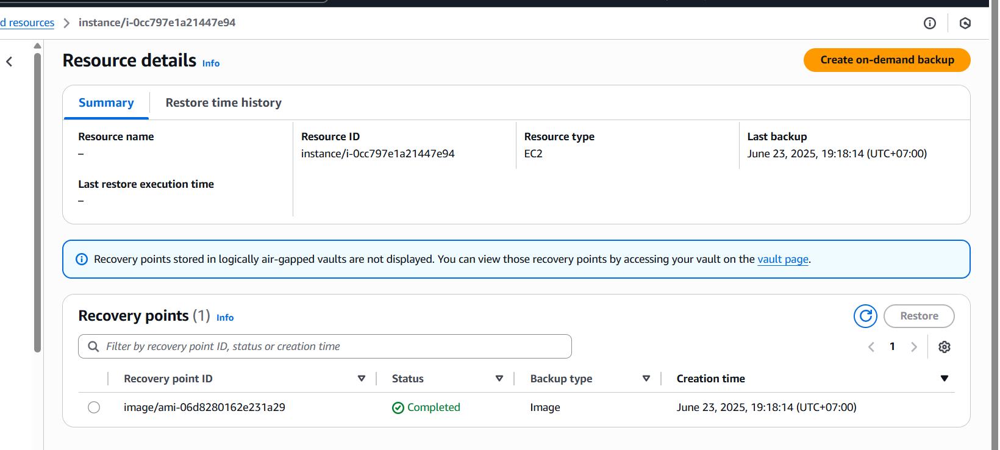 d resources > instance/i-0cc797e1a21447e94
Resource details Info
Create on-demand backup
Summary
Restore time history
Resource name
–
Resource ID
instance/i-0cc797e1a21447e94
Resource type
EC2
Last backup
June 23, 2025, 19:18:14 (UTC+07:00)
Last restore execution time
–
Recovery points stored in logically air-gapped vaults are not displayed. You can view those recovery points by accessing your vault on the vault page.
Recovery points (1) Info
Restore
Filter by recovery point ID, status or creation time
1
Recovery point ID Status Backup type Creation time
image/ami-06d8280162e231a29 Completed Image June 23, 2025, 19:18:14 (UTC+07:00)